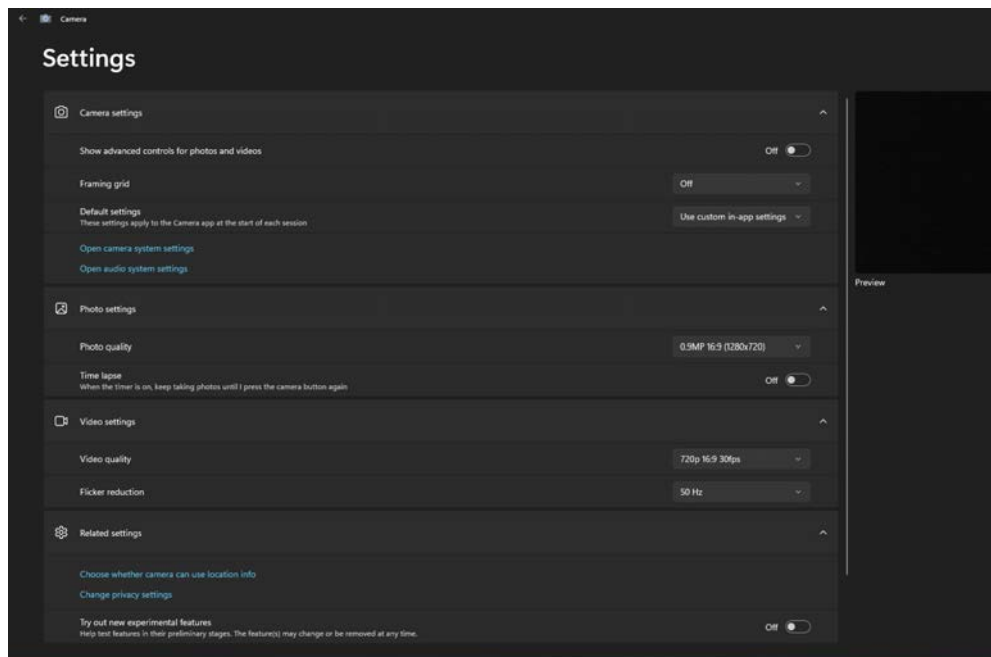 Camera
Settings
Camera settings
Show advanced controls for photos and videos
Off
Framing grid
Off
Default settings
These settings apply to the Camera app at the start of each session
Use custom in-app settings
Open camera system settings
Open audio system settings
Preview
Photo settings
Photo quality
0.9MP 16:9 (1280x720)
Time lapse
When the timer is on, keep taking photos until I press the camera button again
Off
Video settings
Video quality
720p 16:9 30fps
Flicker reduction
50 Hz
Related settings
Choose whether camera can use location info
Change privacy settings
Try out new experimental features
Help test features in their preliminary stages. The feature(s) may change or be removed at any time.
Off